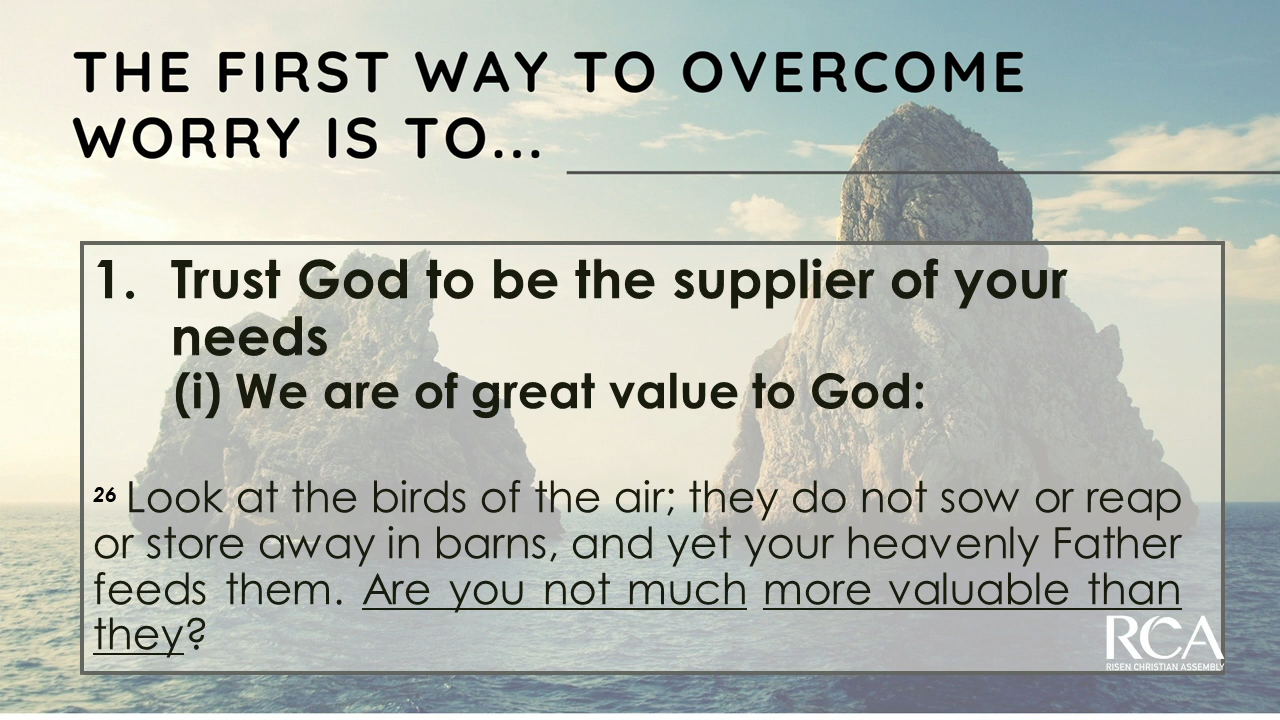 THE FIRST WAY TO OVERCOME
WORRY IS TO...
1. Trust God to be the supplier of your
needs
(i) We are of great value to God:
26 Look at the birds of the air; they do not sow or reap
or store away in barns, and yet your heavenly Father
feeds them. Are you not much more valuable than
they?
RCA
RISEN CHRISTIAN ASSEMBLY